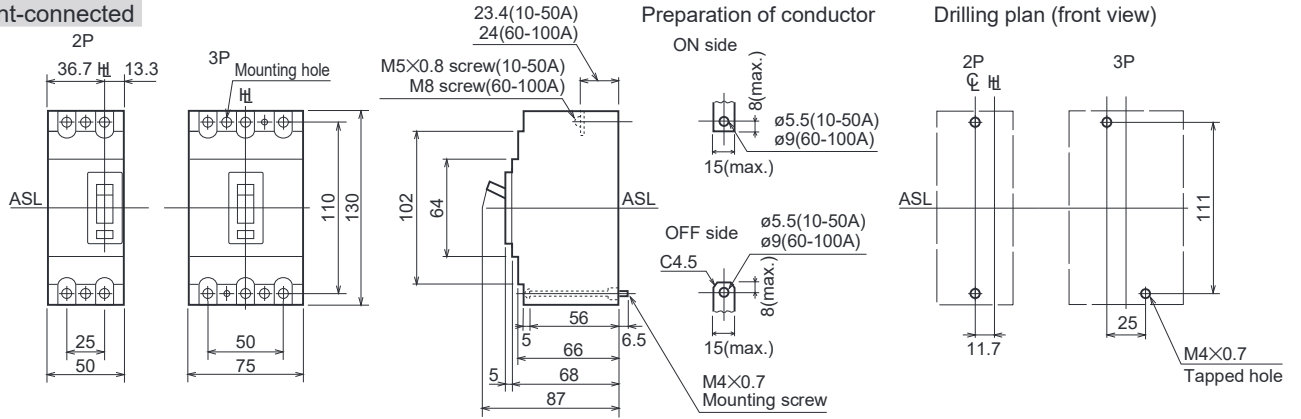 nt-connected
2P
36.7 HL 13.3
3P
Mounting hole
HL
ASL
110
130
25
50
50
75
23.4(10-50A)
24(60-100A)
M5×0.8 screw(10-50A)
M8 screw(60-100A)
102
64
ASL
5
56
6.5
66
5
68
87
M4×0.7
Mounting screw
Preparation of conductor
ON side
8(max.)
ø5.5(10-50A)
ø9(60-100A)
15(max.)
OFF side
ø5.5(10-50A)
ø9(60-100A)
C4.5
8(max.)
15(max.)
Drilling plan (front view)
2P
3P
CL HL
ASL
111
25
11.7
M4×0.7
Tapped hole